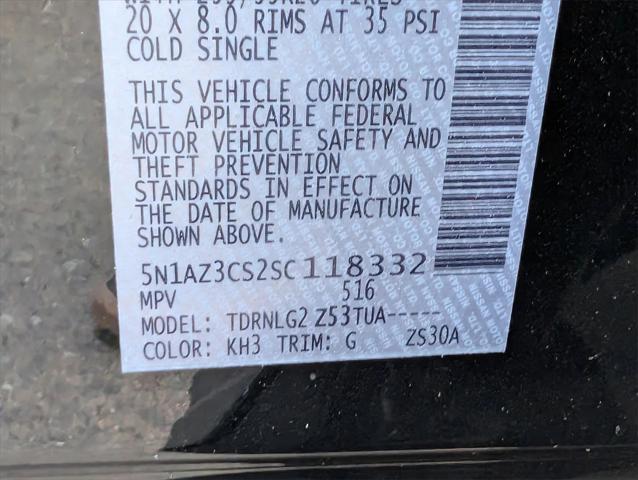 20 X 8.0 RIMS AT 35 PSI
COLD SINGLE
THIS VEHICLE CONFORMS TO
ALL APPLICABLE FEDERAL
MOTOR VEHICLE SAFETY AND
THEFT PREVENTION
STANDARDS IN EFFECT ON
THE DATE OF MANUFACTURE
SHOWN ABOVE.
5N1AZ3CS2SC118332
MPV 516
MODEL: TDRNLG2 Z53TUA-----
COLOR: KH3 TRIM: G ZS30A